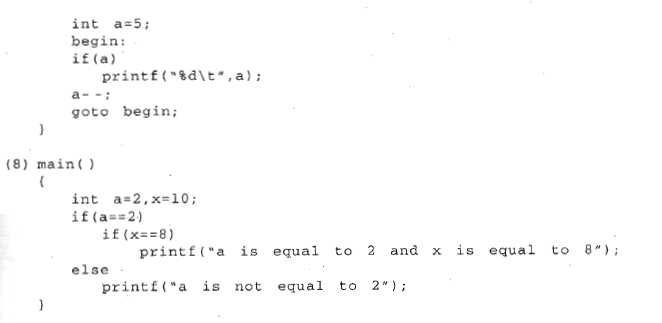 int a=5;
begin:
if(a)
printf("%d\t",a);
a- -;
goto begin;
}
(8) main( )
{
int a=2,x=10;
if(a==2)
if(x==8)
printf("a is equal to 2 and x is equal to 8");
else
printf("a is not equal to 2");
}